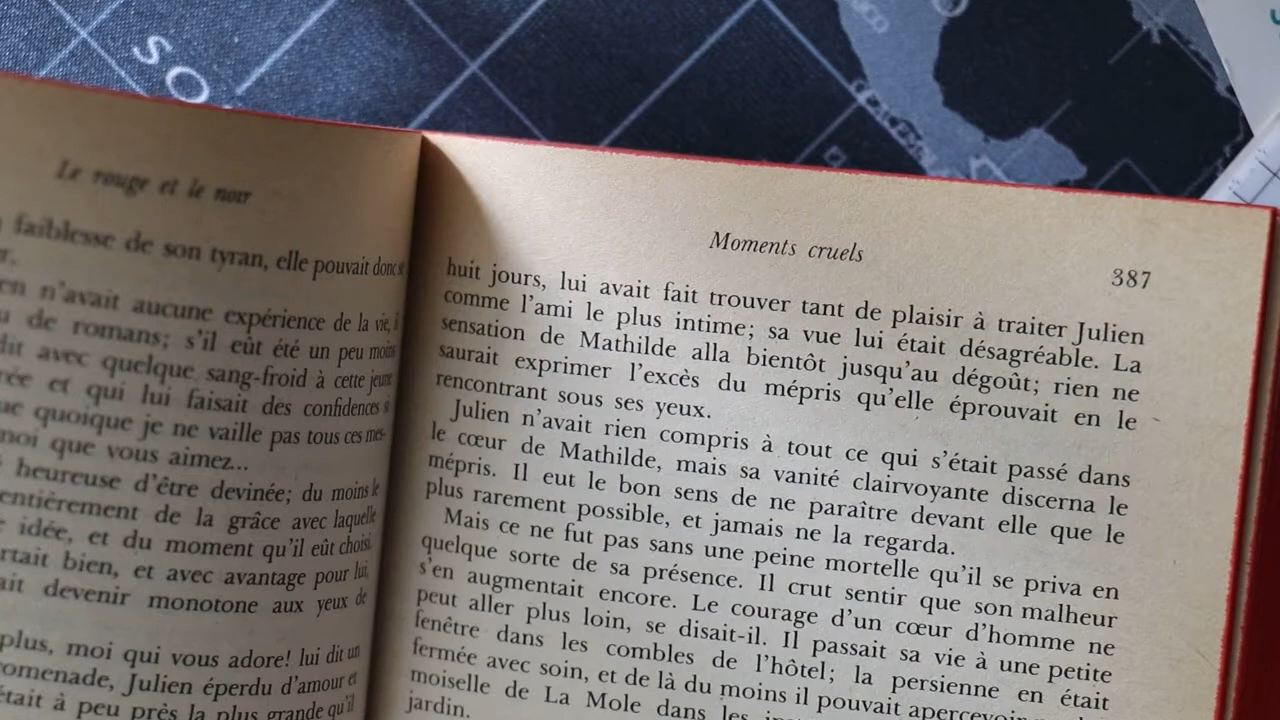 SO
Le rouge et le noir
faiblesse de son tyran, elle pouvait donc
en n'avait aucune expérience de la vie,
de romans; s'il eût été un peu moins
dit avec quelque sang-froid à cette jeune
rée et qui lui faisait des confidences si
ue quoique je ne vaille pas tous ces mes-
moi que vous aimez...
heureuse d'être devinée; du moins le
entièrement de la grâce avec laquelle
idée, et du moment qu'il eût choisi
rtait bien, et avec avantage pour lui,
ait devenir monotone aux yeux de
plus, moi qui vous adore! lui dit un
omenade, Julien éperdu d'amour et
était à peu près la plus grande qu'il
Moments cruels
387
huit jours, lui avait fait trouver tant de plaisir à traiter Julien
comme l'ami le plus intime; sa vue lui était désagréable. La
sensation de Mathilde alla bientôt jusqu'au dégoût; rien ne
saurait exprimer l'excès du mépris qu'elle éprouvait en le
rencontrant sous ses yeux.
Julien n'avait rien compris à tout ce qui s'était passé dans
le cœur de Mathilde, mais sa vanité clairvoyante discerna le
mépris. Il eut le bon sens de ne paraître devant elle que le
plus rarement possible, et jamais ne la regarda.
Mais ce ne fut pas sans une peine mortelle qu'il se priva en
quelque sorte de sa présence. Il crut sentir que son malheur
s'en augmentait encore. Le courage d'un cœur d'homme ne
peut aller plus loin, se disait-il. Il passait sa vie à une petite
fenêtre dans les combles de l'hôtel; la persienne en était
fermée avec soin, et de là du moins il pouvait apercevoir
moiselle de La Mole dans les
jardin.